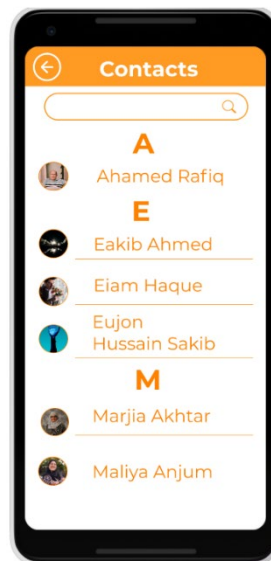 Contacts
A
Ahamed Rafiq
E
Eakib Ahmed
Eiam Haque
Eujon
Hussain Sakib
M
Marjia Akhtar
Maliya Anjum